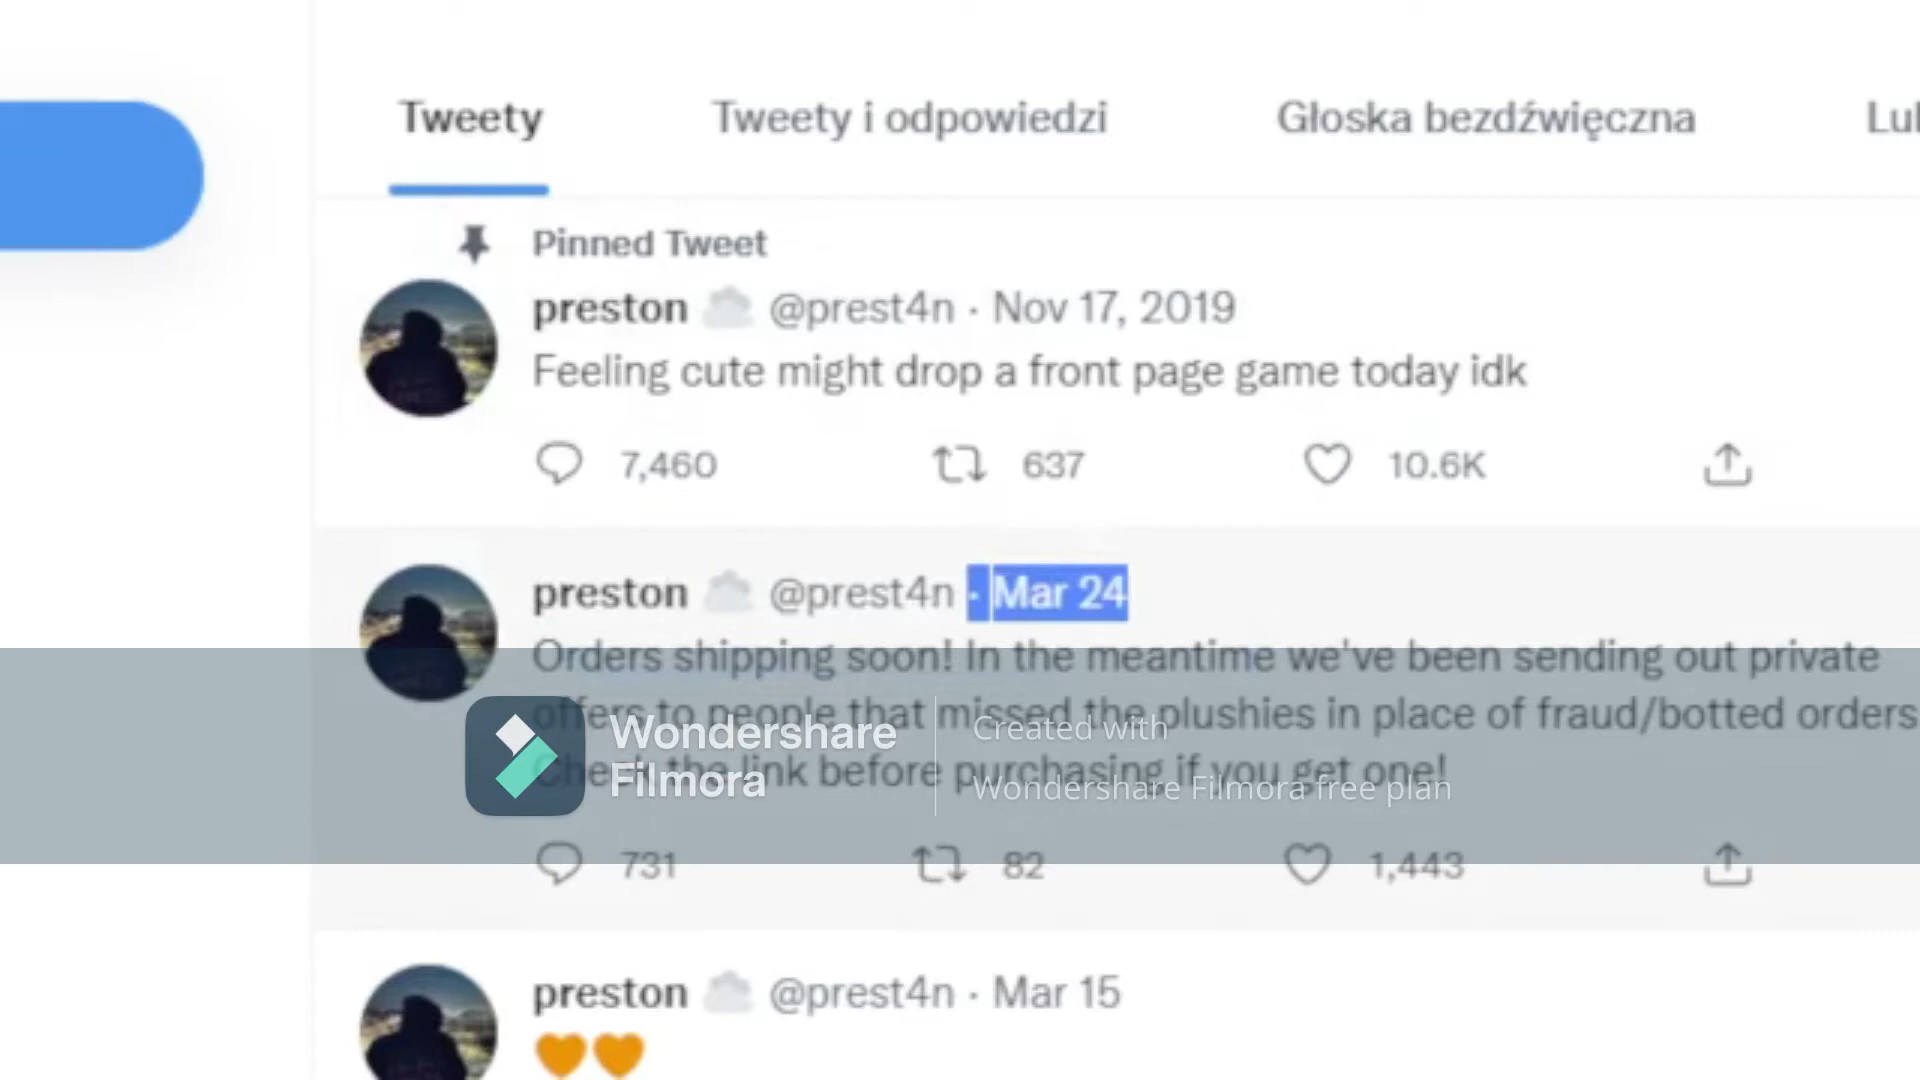 Tweety
Tweety i odpowiedzi
Głoska bezdźwięczna
Lul
Pinned Tweet
preston @prest4n · Nov 17, 2019
Feeling cute might drop a front page game today idk
7,460
637
10.6K
preston @prest4n · Mar 24
Orders shipping soon! In the meantime we've been sending out private
offers to people that missed the plushies in place of fraud/botted orders
Check the link before purchasing if you get one!
Wondershare
Filmora
Created with
Wondershare Filmora free plan
731
82
1,443
preston @prest4n · Mar 15
🧡🧡